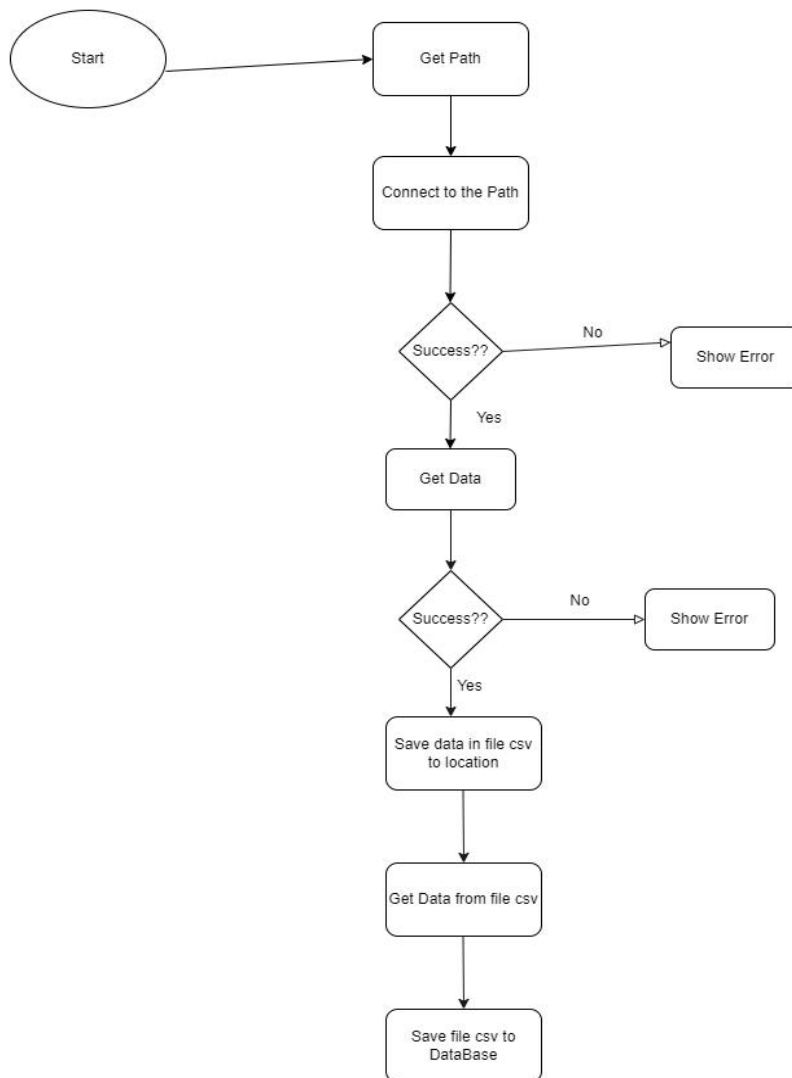 Start
Get Path
Connect to the Path
Success??
No
Show Error
Yes
Get Data
Success??
No
Show Error
Yes
Save data in file csv
to location
Get Data from file csv
Save file csv to
DataBase